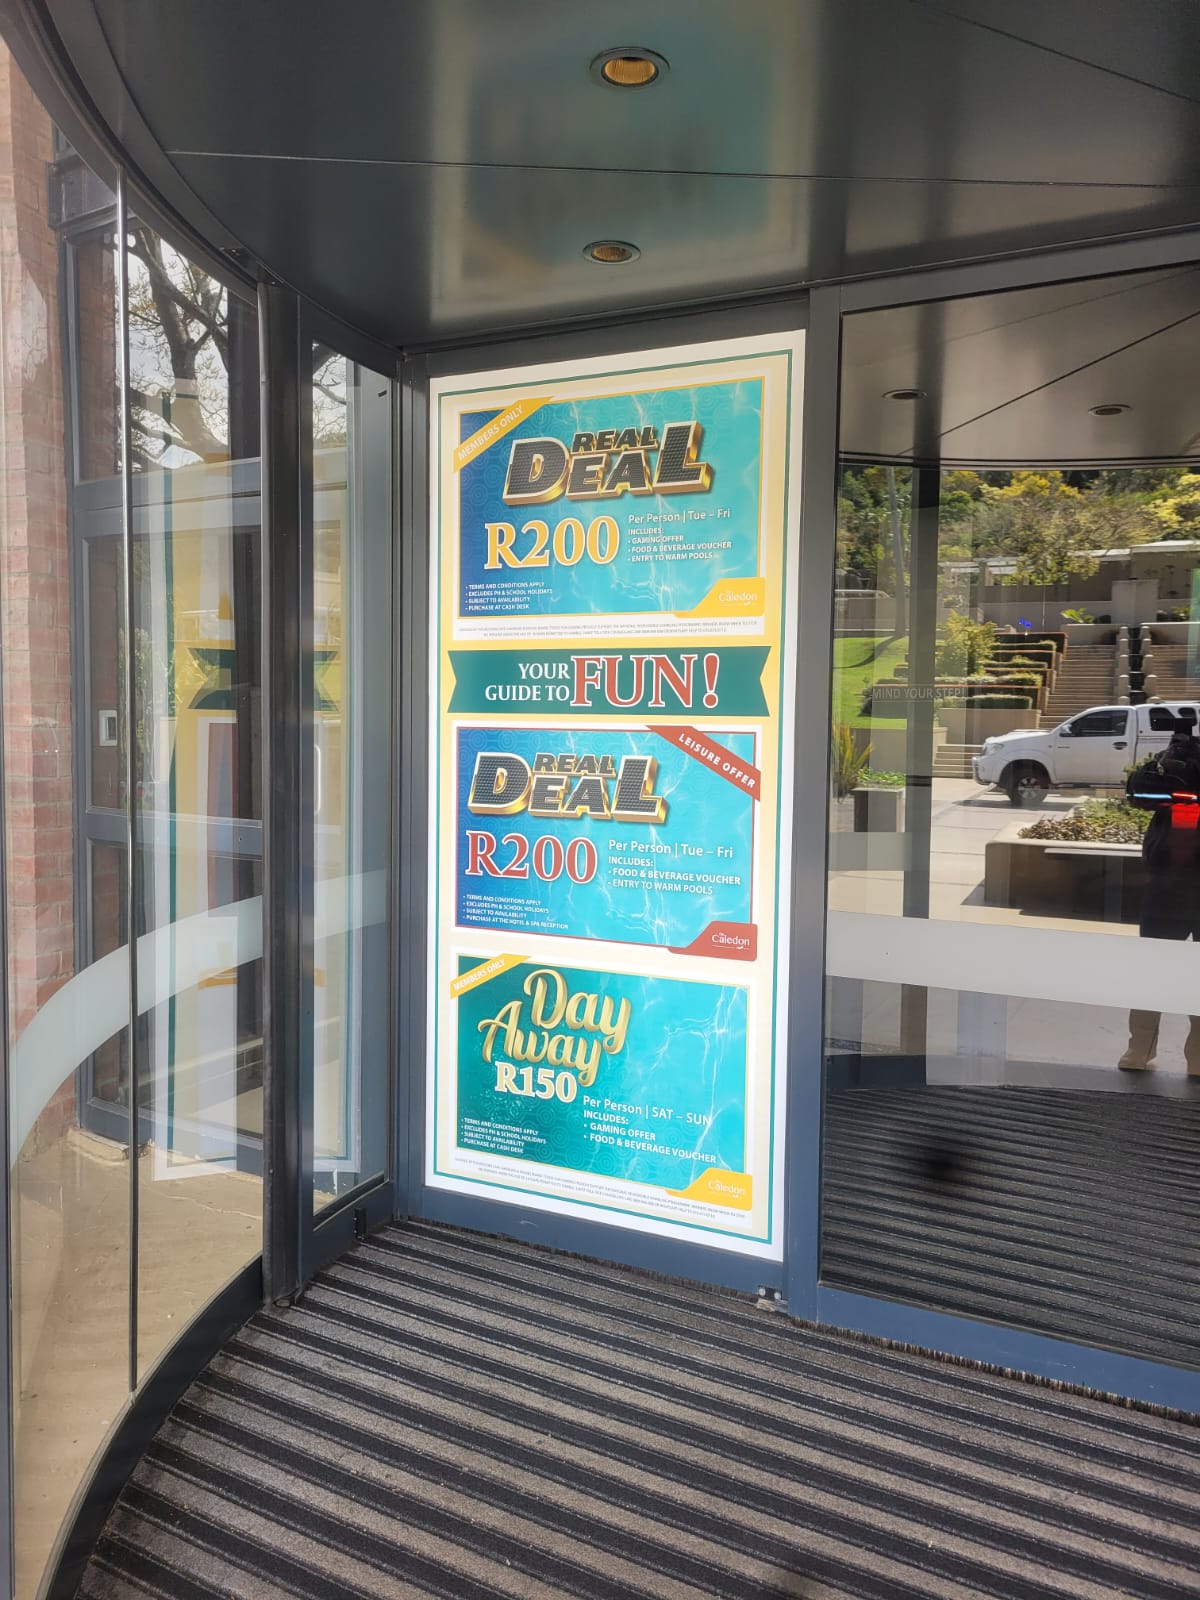 MEMBERS ONLY
REAL
DEAL
R200
Per Person | Tue – Fri
INCLUDES:
• GAMING OFFER
• FOOD & BEVERAGE VOUCHER
• ENTRY TO WARM POOLS
• TERMS AND CONDITIONS APPLY
• EXCLUDES PH & SCHOOL HOLIDAYS
• SUBJECT TO AVAILABILITY
• PURCHASE AT CASH DESK
Caledon
YOUR
GUIDE TO
FUN!
LEISURE OFFER
REAL
DEAL
R200
Per Person | Tue – Fri
INCLUDES:
• FOOD & BEVERAGE VOUCHER
• ENTRY TO WARM POOLS
• TERMS AND CONDITIONS APPLY
• EXCLUDES PH & SCHOOL HOLIDAYS
• SUBJECT TO AVAILABILITY
• PURCHASE AT THE HOTEL & SPA RECEPTION
Caledon
MEMBERS ONLY
Day
Away
R150
Per Person | SAT – SUN
INCLUDES:
• GAMING OFFER
• FOOD & BEVERAGE VOUCHER
• TERMS AND CONDITIONS APPLY
• EXCLUDES PH & SCHOOL HOLIDAYS
• SUBJECT TO AVAILABILITY
• PURCHASE AT CASH DESK
Caledon
MIND YOUR STEP!